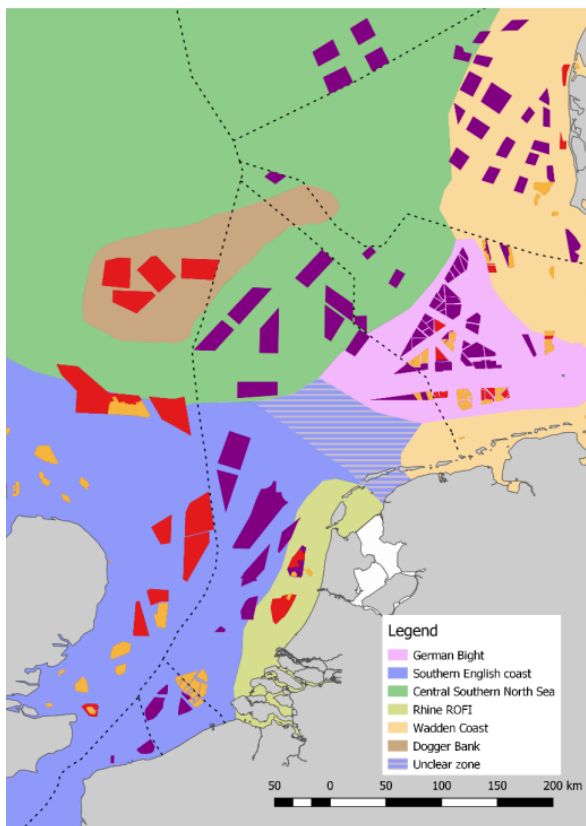 Legend
German Bight
Southern English coast
Central Southern North Sea
Rhine ROFI
Wadden Coast
Dogger Bank
Unclear zone
50 0 50 100 150 200 km